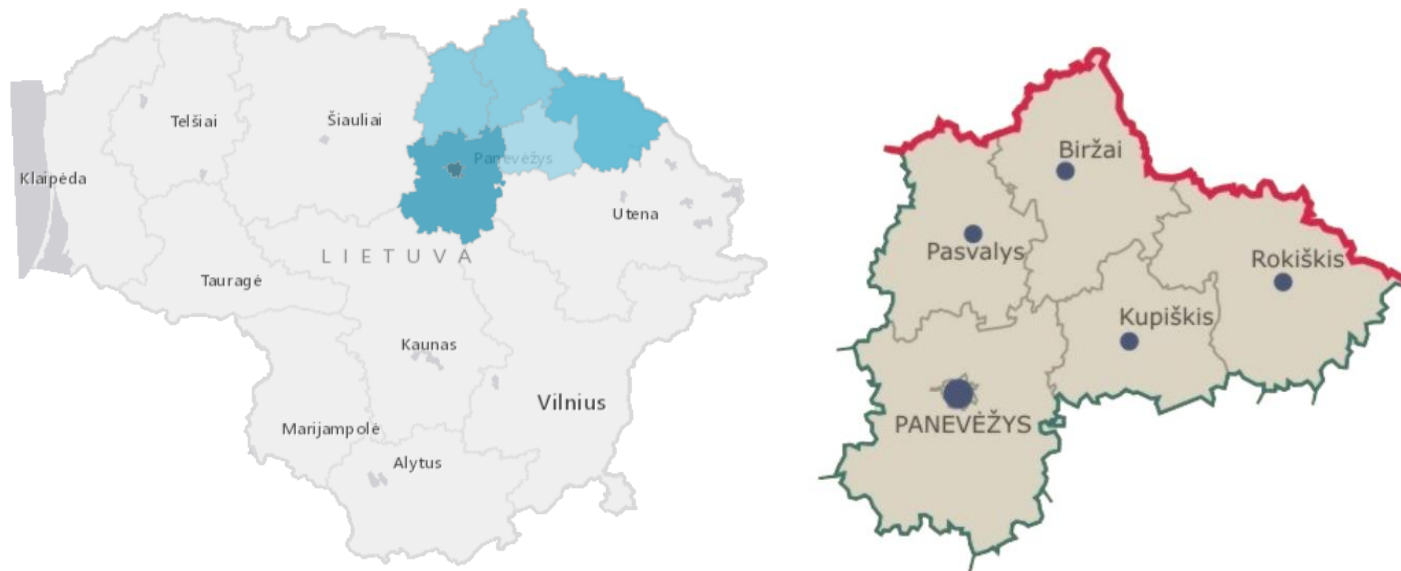 Telšiai
Šiauliai
Panevėžys
Klaipėda
Utena
LIETUVA
Tauragė
Kaunas
Vilnius
Marijampolė
Alytus
Biržai
Pasvalys
Rokiškis
Kupiškis
PANEVĖŽYS